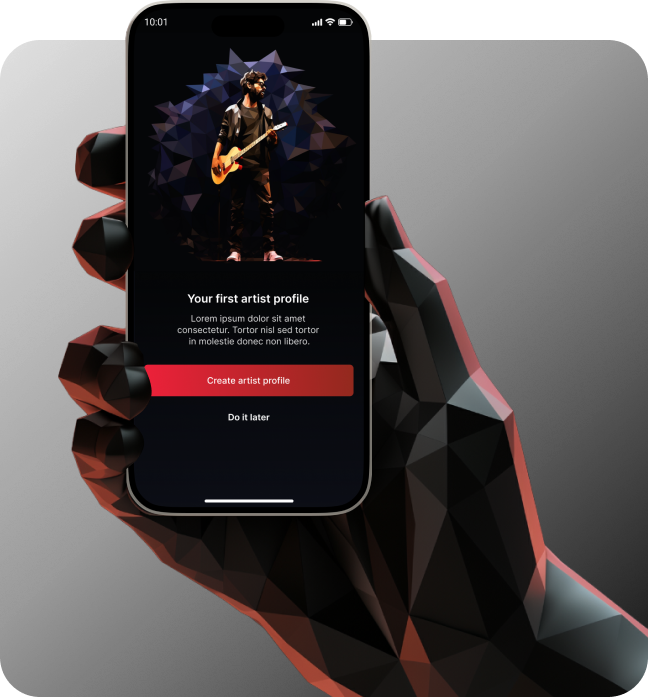 10:01
Your first artist profile
Lorem ipsum dolor sit amet
consectetur. Tortor nisl sed tortor
in molestie donec non libero.
Create artist profile
Do it later